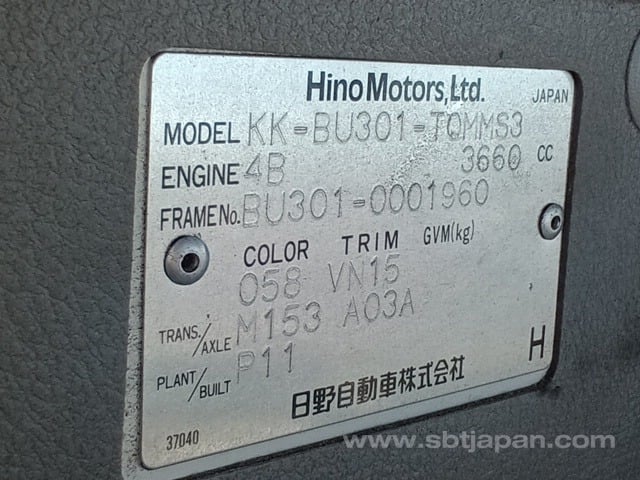 Hino Motors, Ltd. JAPAN
MODEL KK-BU301-TQMMS3
ENGINE 4B 3660 CC
FRAME No. BU301-0001960
COLOR TRIM GVM(kg)
058 VN15
TRANS./AXLE M153 A03A
PLANT/BUILT P11
H
日野自動車株式会社
37040
www.sbtjapan.com